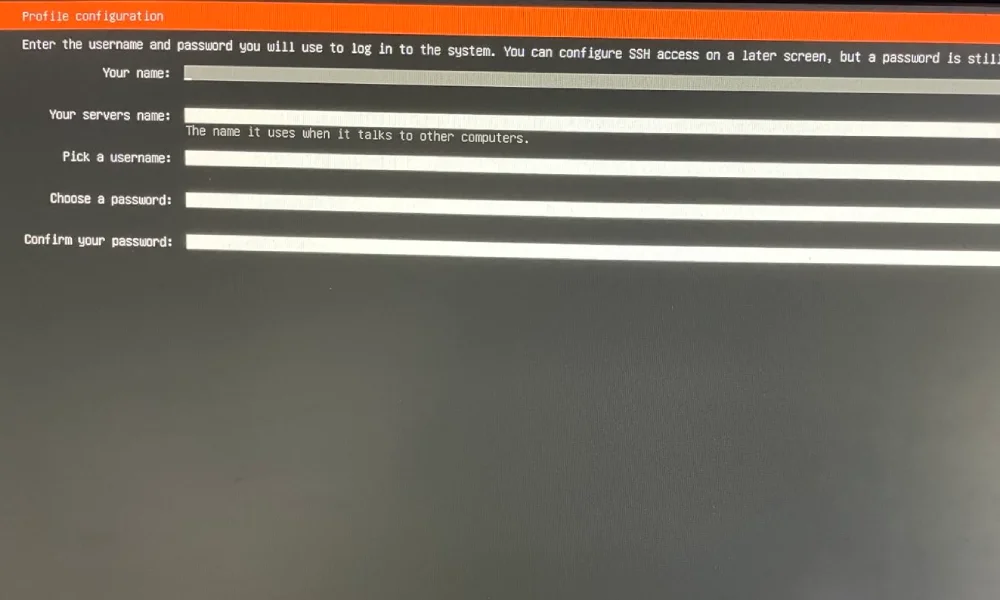 Profile configuration
Enter the username and password you will use to log in to the system. You can configure SSH access on a later screen, but a password is still
Your name:
Your servers name:
The name it uses when it talks to other computers.
Pick a username:
Choose a password:
Confirm your password: